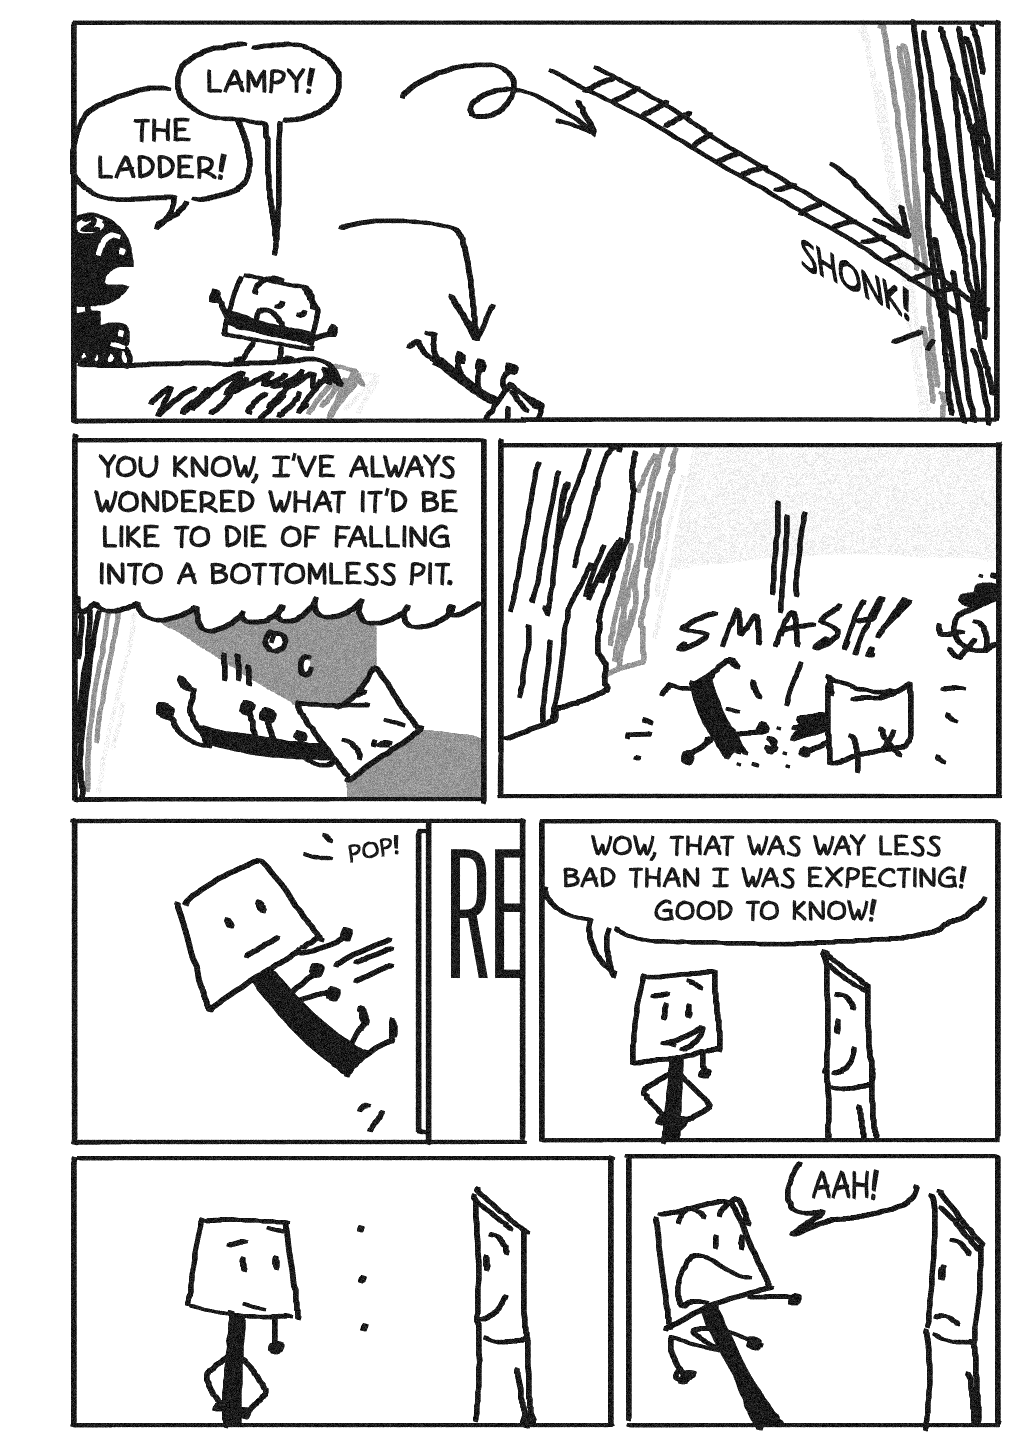 LAMPY!
THE
LADDER!
SHONK!
YOU KNOW, I'VE ALWAYS
WONDERED WHAT IT'D BE
LIKE TO DIE OF FALLING
INTO A BOTTOMLESS PIT.
SMASH!
POP!
RE
WOW, THAT WAS WAY LESS
BAD THAN I WAS EXPECTING!
GOOD TO KNOW!
AAH!